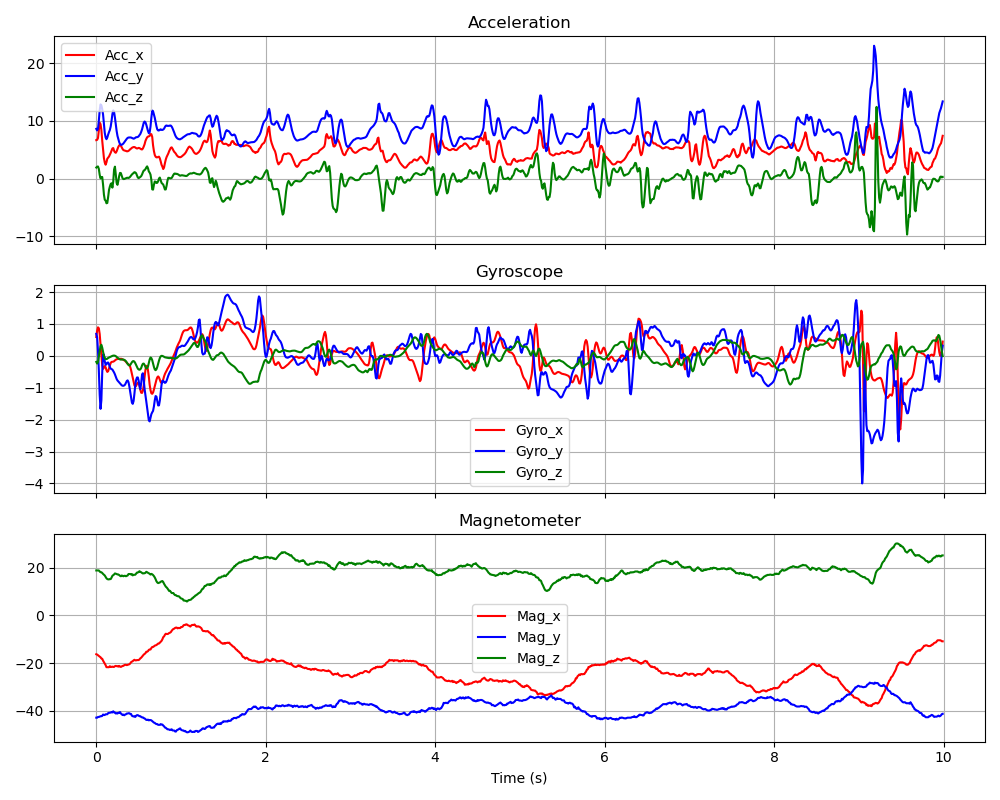 Acceleration
Acc_x
Acc_y
Acc_z
20
10
0
−10
Gyroscope
2
1
0
−1
−2
−3
−4
Gyro_x
Gyro_y
Gyro_z
Magnetometer
20
0
−20
−40
Mag_x
Mag_y
Mag_z
0 2 4 6 8 10
Time (s)